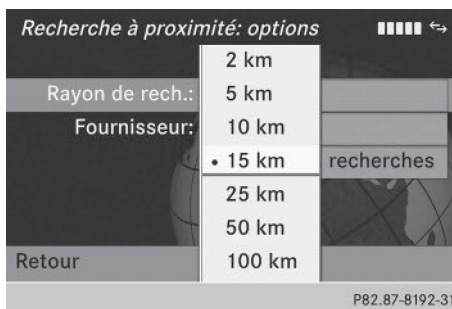 Recherche à proximité: options
2 km
Rayon de rech.: 5 km
Fournisseur: 10 km
• 15 km recherches
25 km
50 km
Retour 100 km
P82.87-8192-31